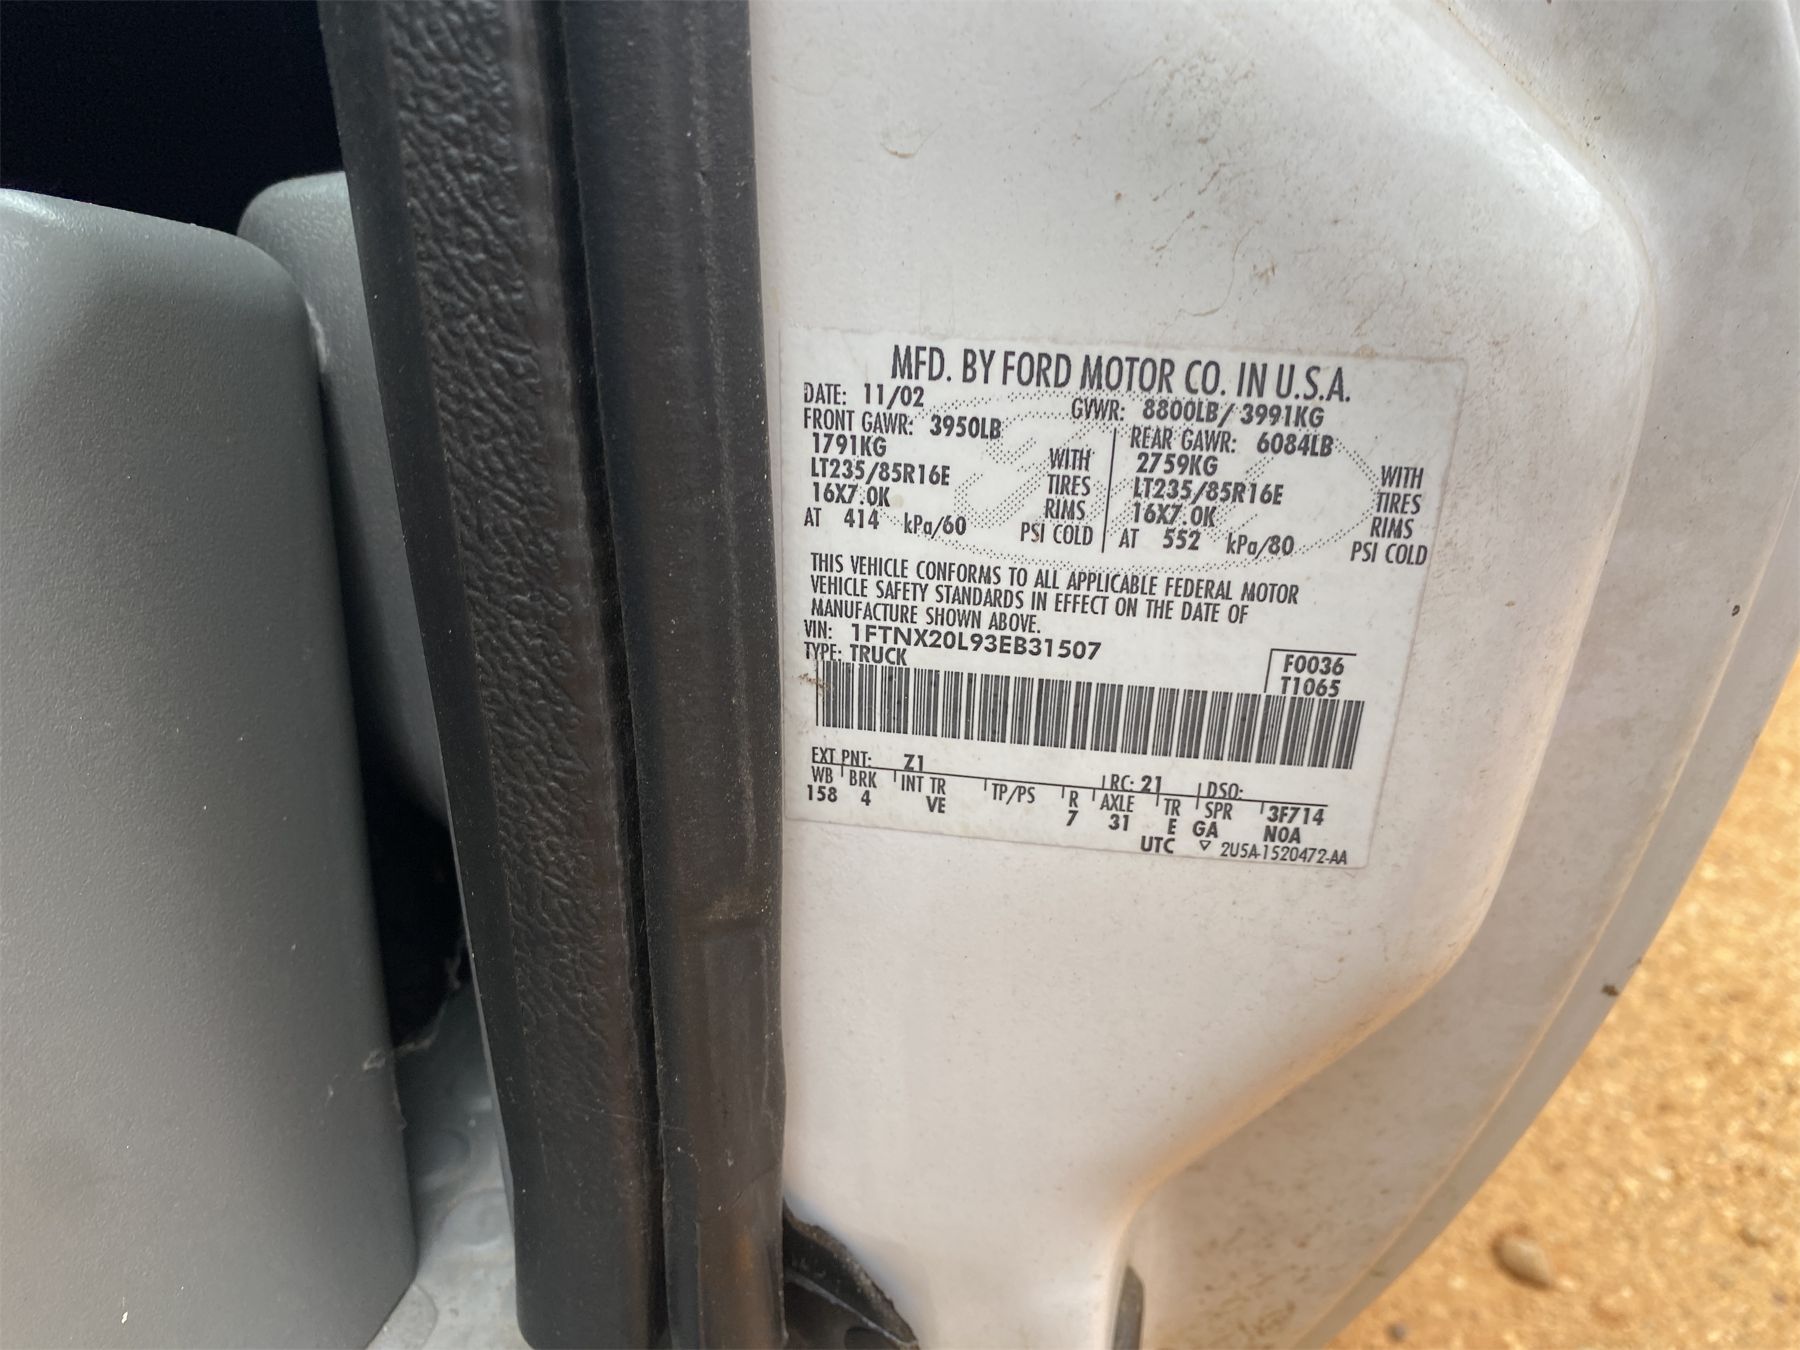 MFD. BY FORD MOTOR CO. IN U.S.A.
DATE: 11/02 GVWR: 8800LB/ 3991KG
FRONT GAWR: 3950LB REAR GAWR: 6084LB
1791KG WITH 2759KG WITH
LT235/85R16E TIRES LT235/85R16E TIRES
16X7.0K RIMS 16X7.0K RIMS
AT 414 kPa/60 PSI COLD AT 552 kPa/80 PSI COLD
THIS VEHICLE CONFORMS TO ALL APPLICABLE FEDERAL MOTOR
VEHICLE SAFETY STANDARDS IN EFFECT ON THE DATE OF
MANUFACTURE SHOWN ABOVE.
VIN: 1FTNX20L93EB31507
TYPE: TRUCK F0036
T1065
EXT PNT: Z1 RC: 21 DSO:
WB BRK INT TR TP/PS R AXLE TR SPR 3F714
158 4 VE 7 31 E GA N0A
UTC ▽ 2U5A-1520472-AA